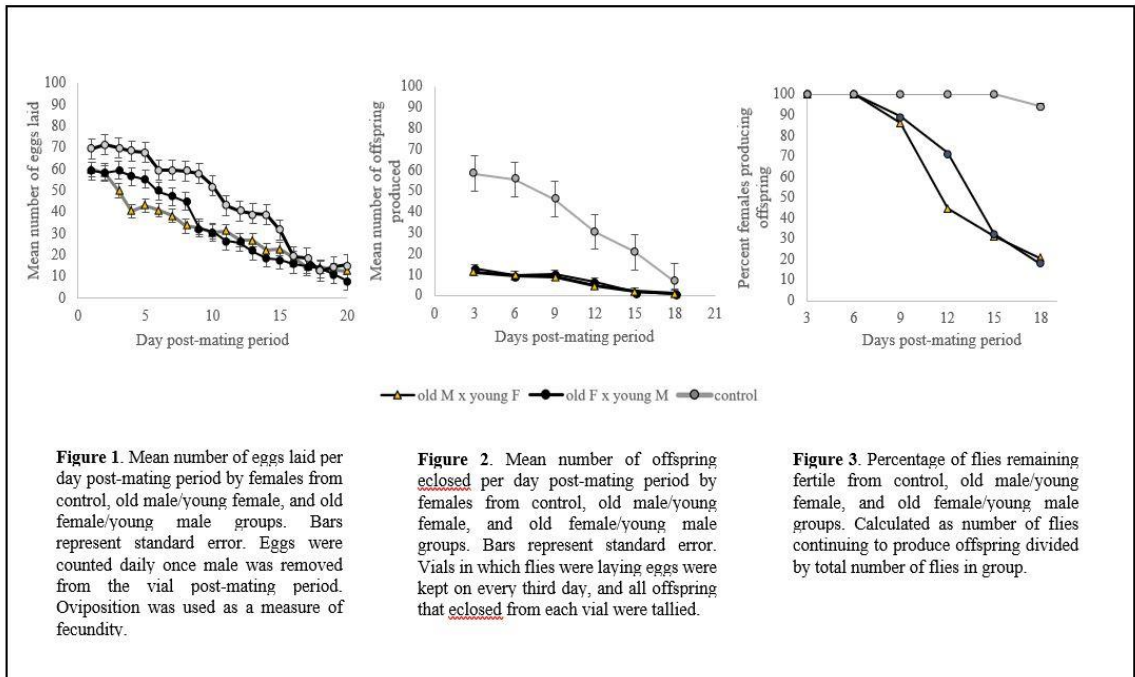 100
90
80
70
60
50
40
30
20
10
0
Mean number of eggs laid
0 5 10 15 20
Day post-mating period
100
90
80
70
60
50
40
30
20
10
0
Mean number of offspring
produced
0 3 6 9 12 15 18 21
Days post-mating period
100
90
80
70
60
50
40
30
20
10
0
Percent females producing
offspring
3 6 9 12 15 18
Days post-mating period
old M x young F old F x young M control
Figure 1. Mean number of eggs laid per
day post-mating period by females from
control, old male/young female, and old
female/young male groups. Bars
represent standard error. Eggs were
counted daily once male was removed
from the vial post-mating period.
Oviposition was used as a measure of
fecundity.
Figure 2. Mean number of offspring
eclosed per day post-mating period by
females from control, old male/young
female, and old female/young male
groups. Bars represent standard error.
Vials in which flies were laying eggs were
kept on every third day, and all offspring
that eclosed from each vial were tallied.
Figure 3. Percentage of flies remaining
fertile from control, old male/young
female, and old female/young male
groups. Calculated as number of flies
continuing to produce offspring divided
by total number of flies in group.